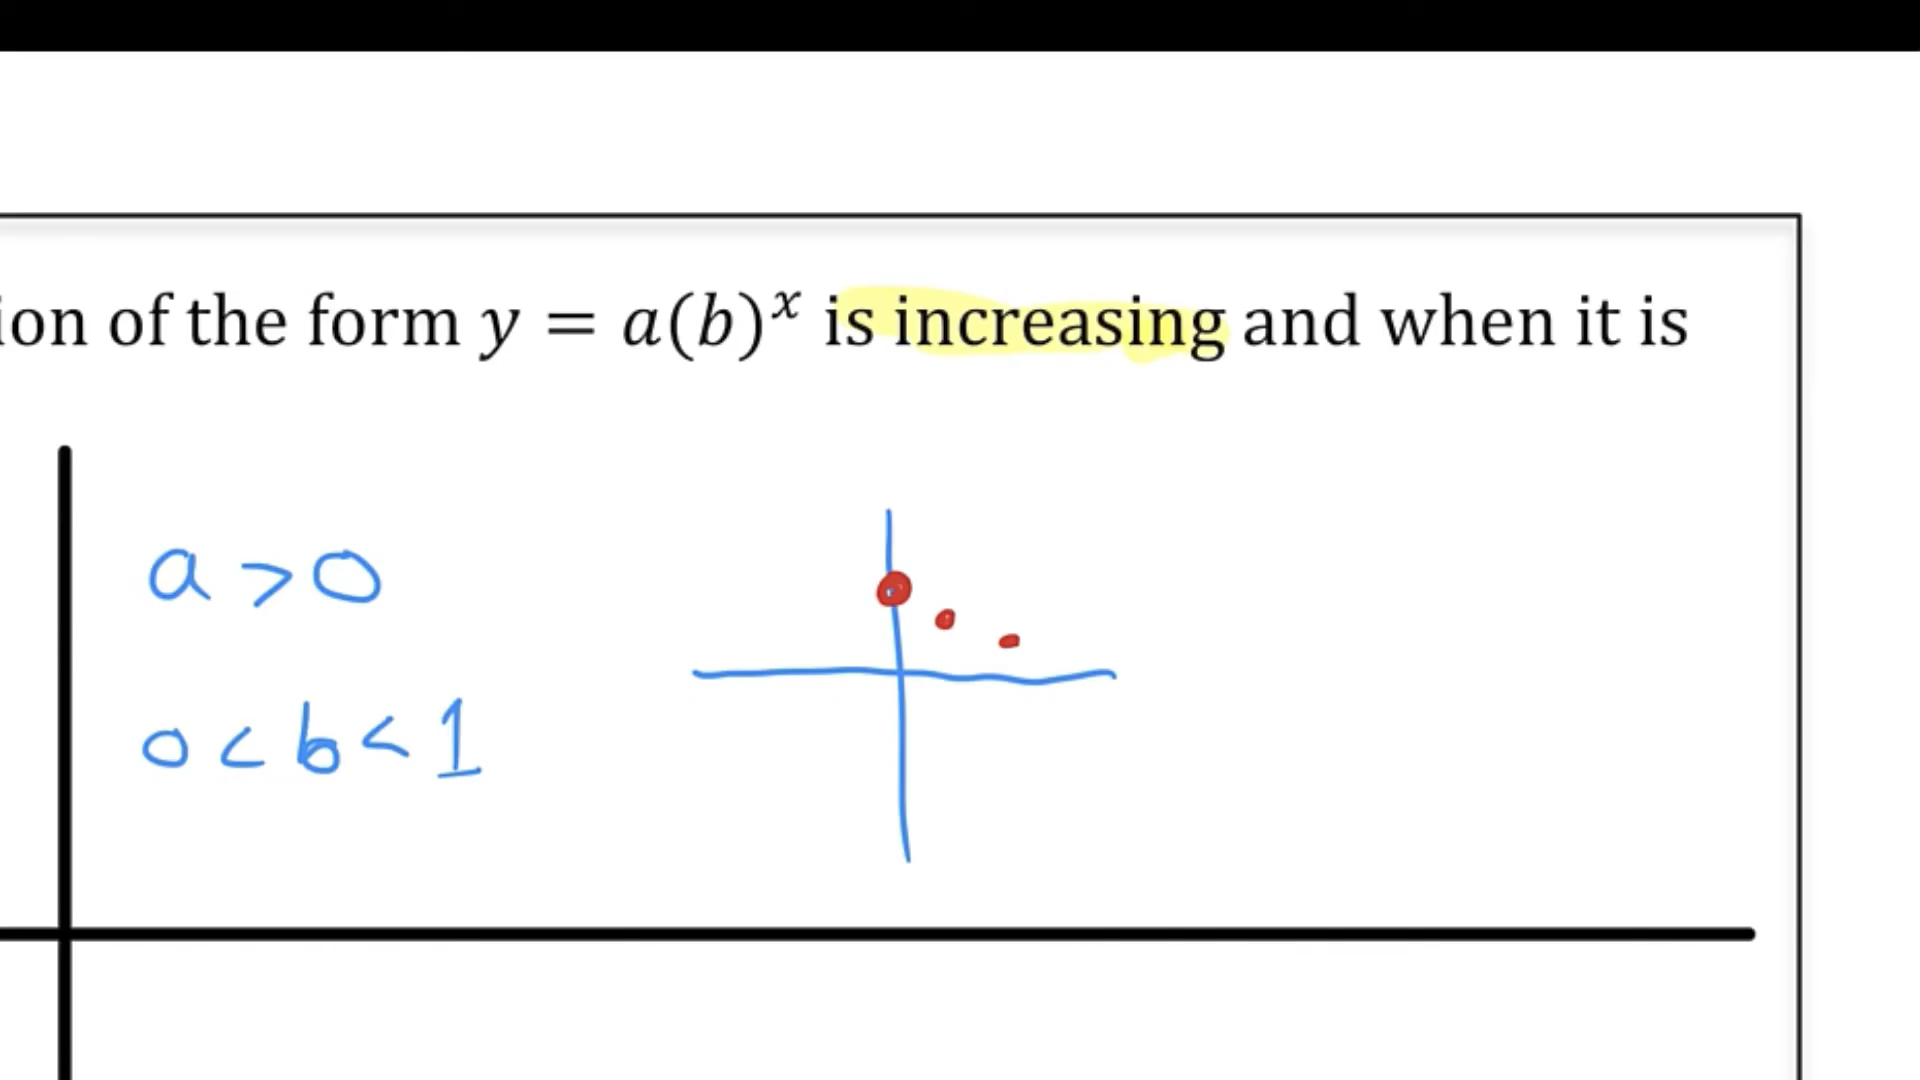 ion of the form y = a(b)^x is increasing and when it is
a > 0
0 < b < 1